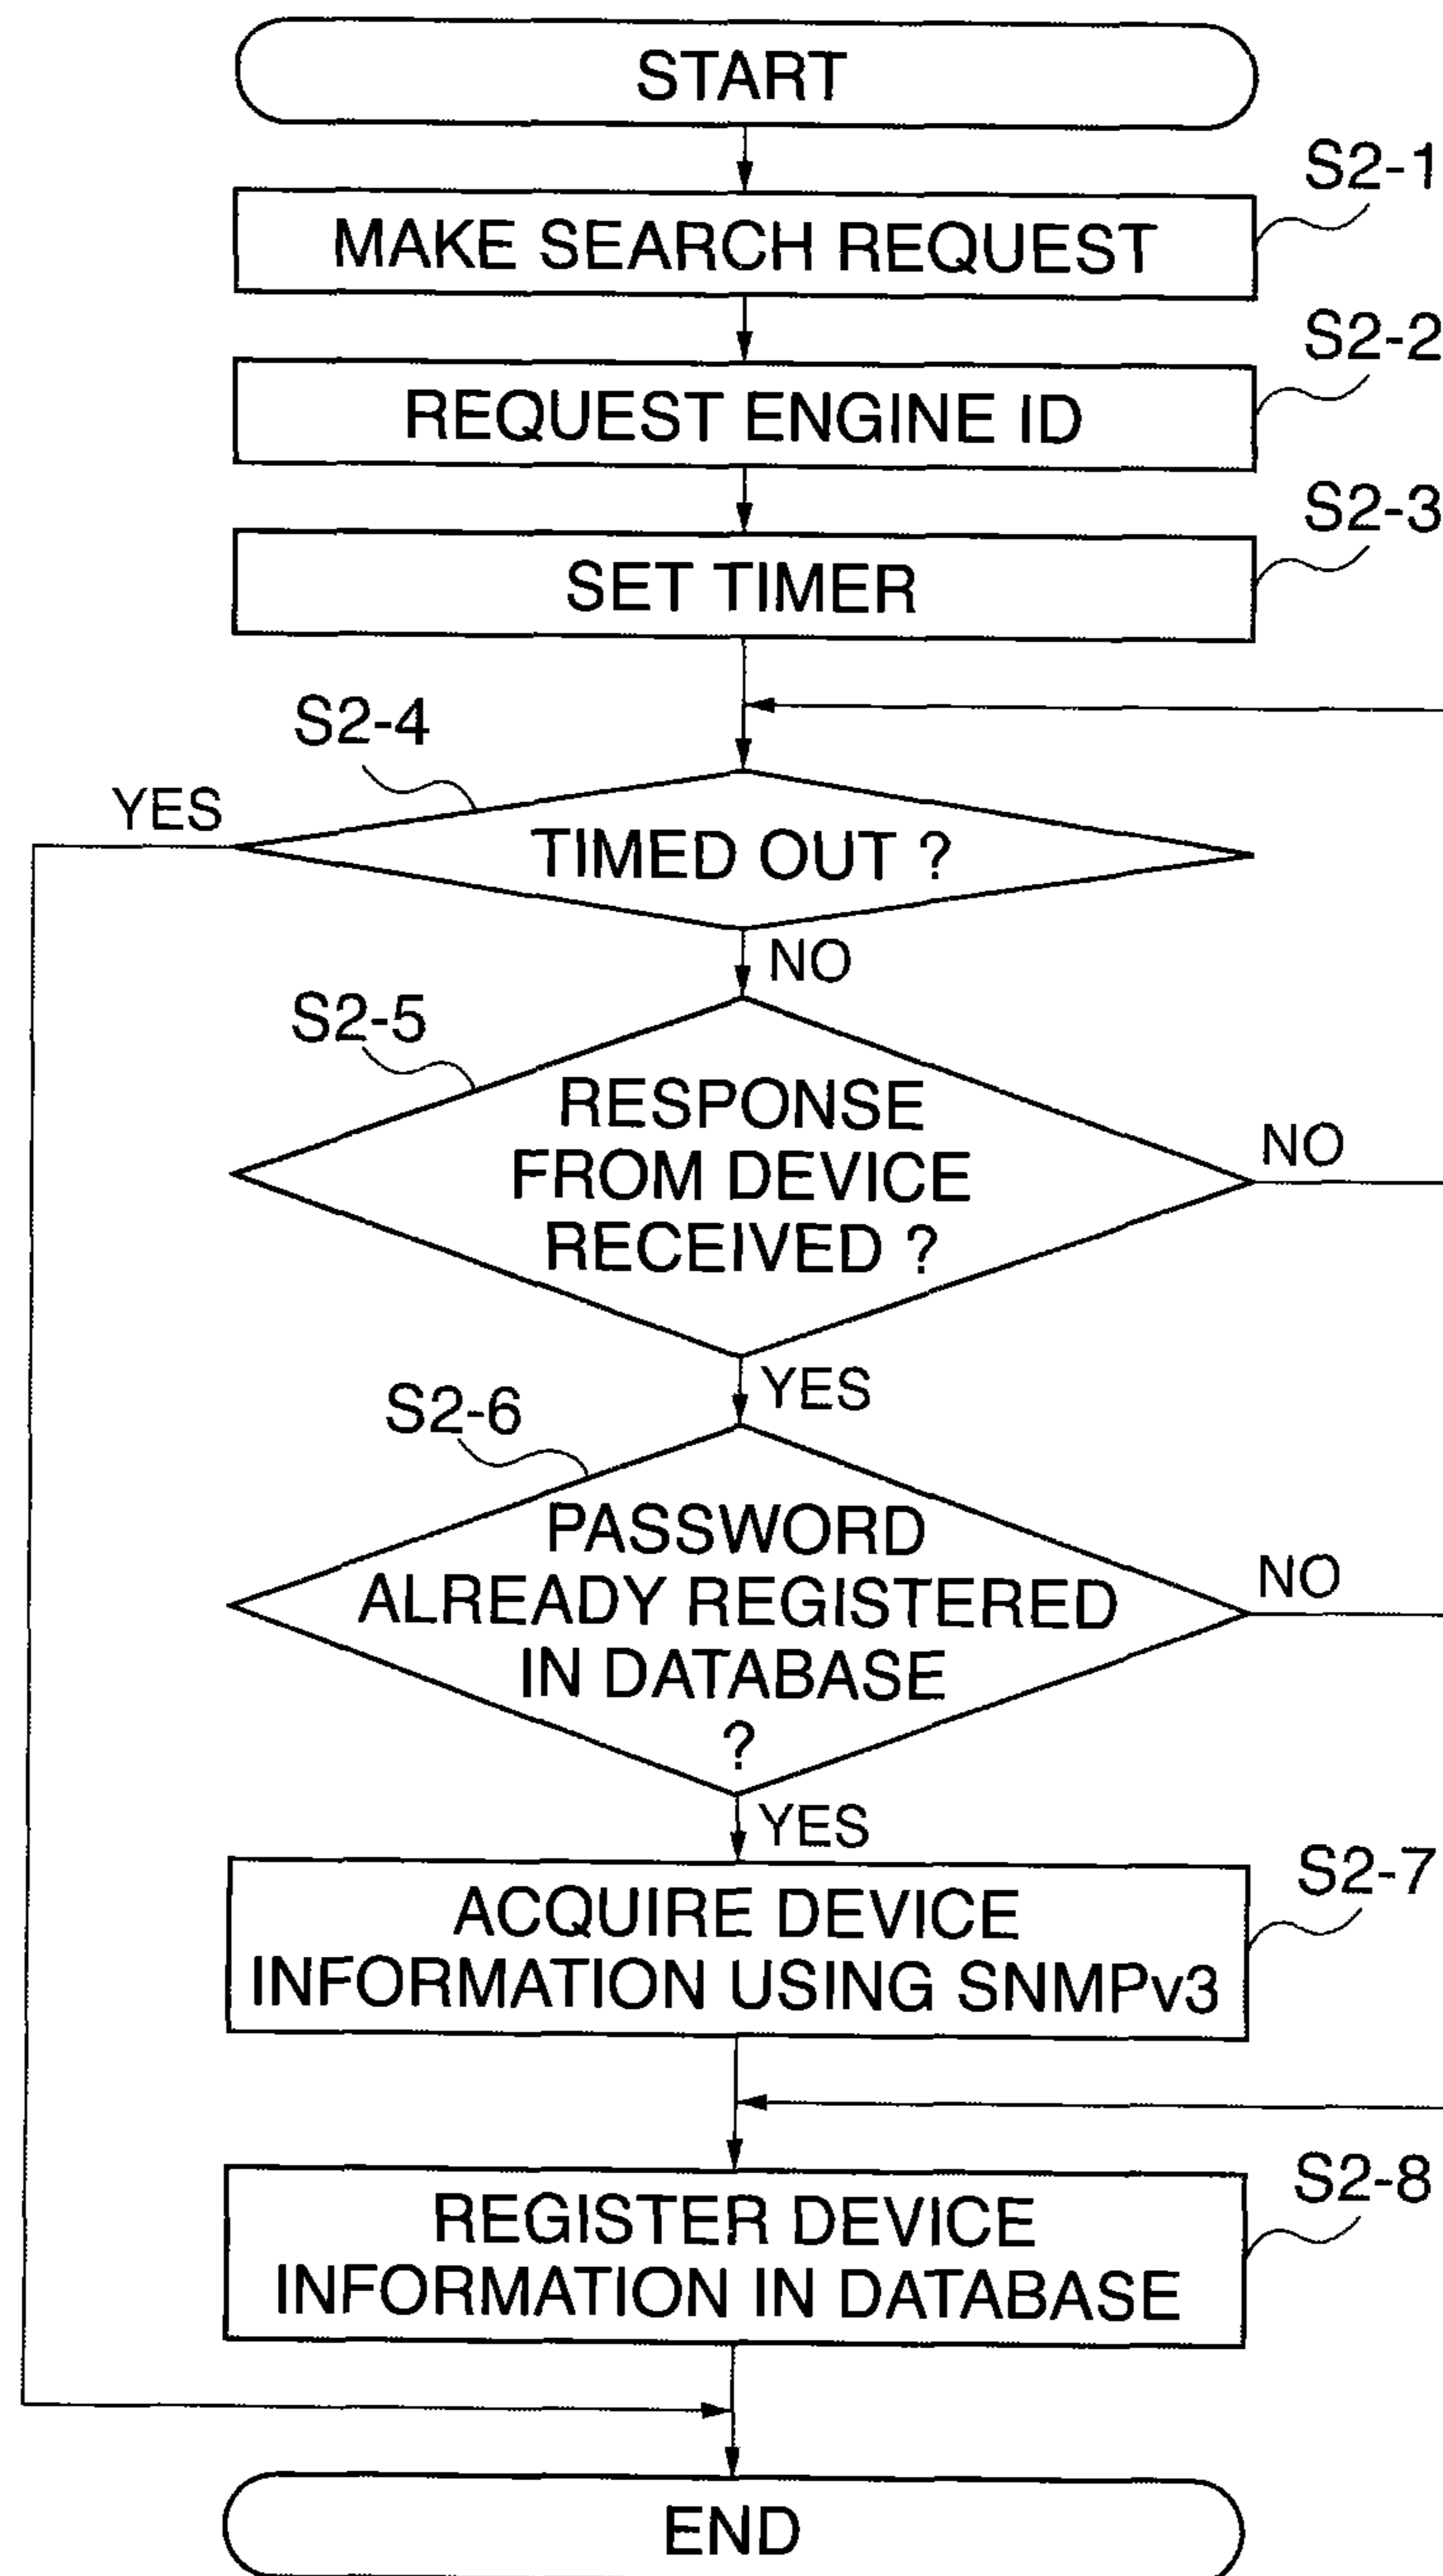 START
S2-1
MAKE SEARCH REQUEST
S2-2
REQUEST ENGINE ID
S2-3
SET TIMER
S2-4
YES
TIMED OUT ?
NO
S2-5
RESPONSE
FROM DEVICE
RECEIVED ?
NO
YES
S2-6
PASSWORD
ALREADY REGISTERED
IN DATABASE
?
NO
YES
S2-7
ACQUIRE DEVICE
INFORMATION USING SNMPv3
S2-8
REGISTER DEVICE
INFORMATION IN DATABASE
END